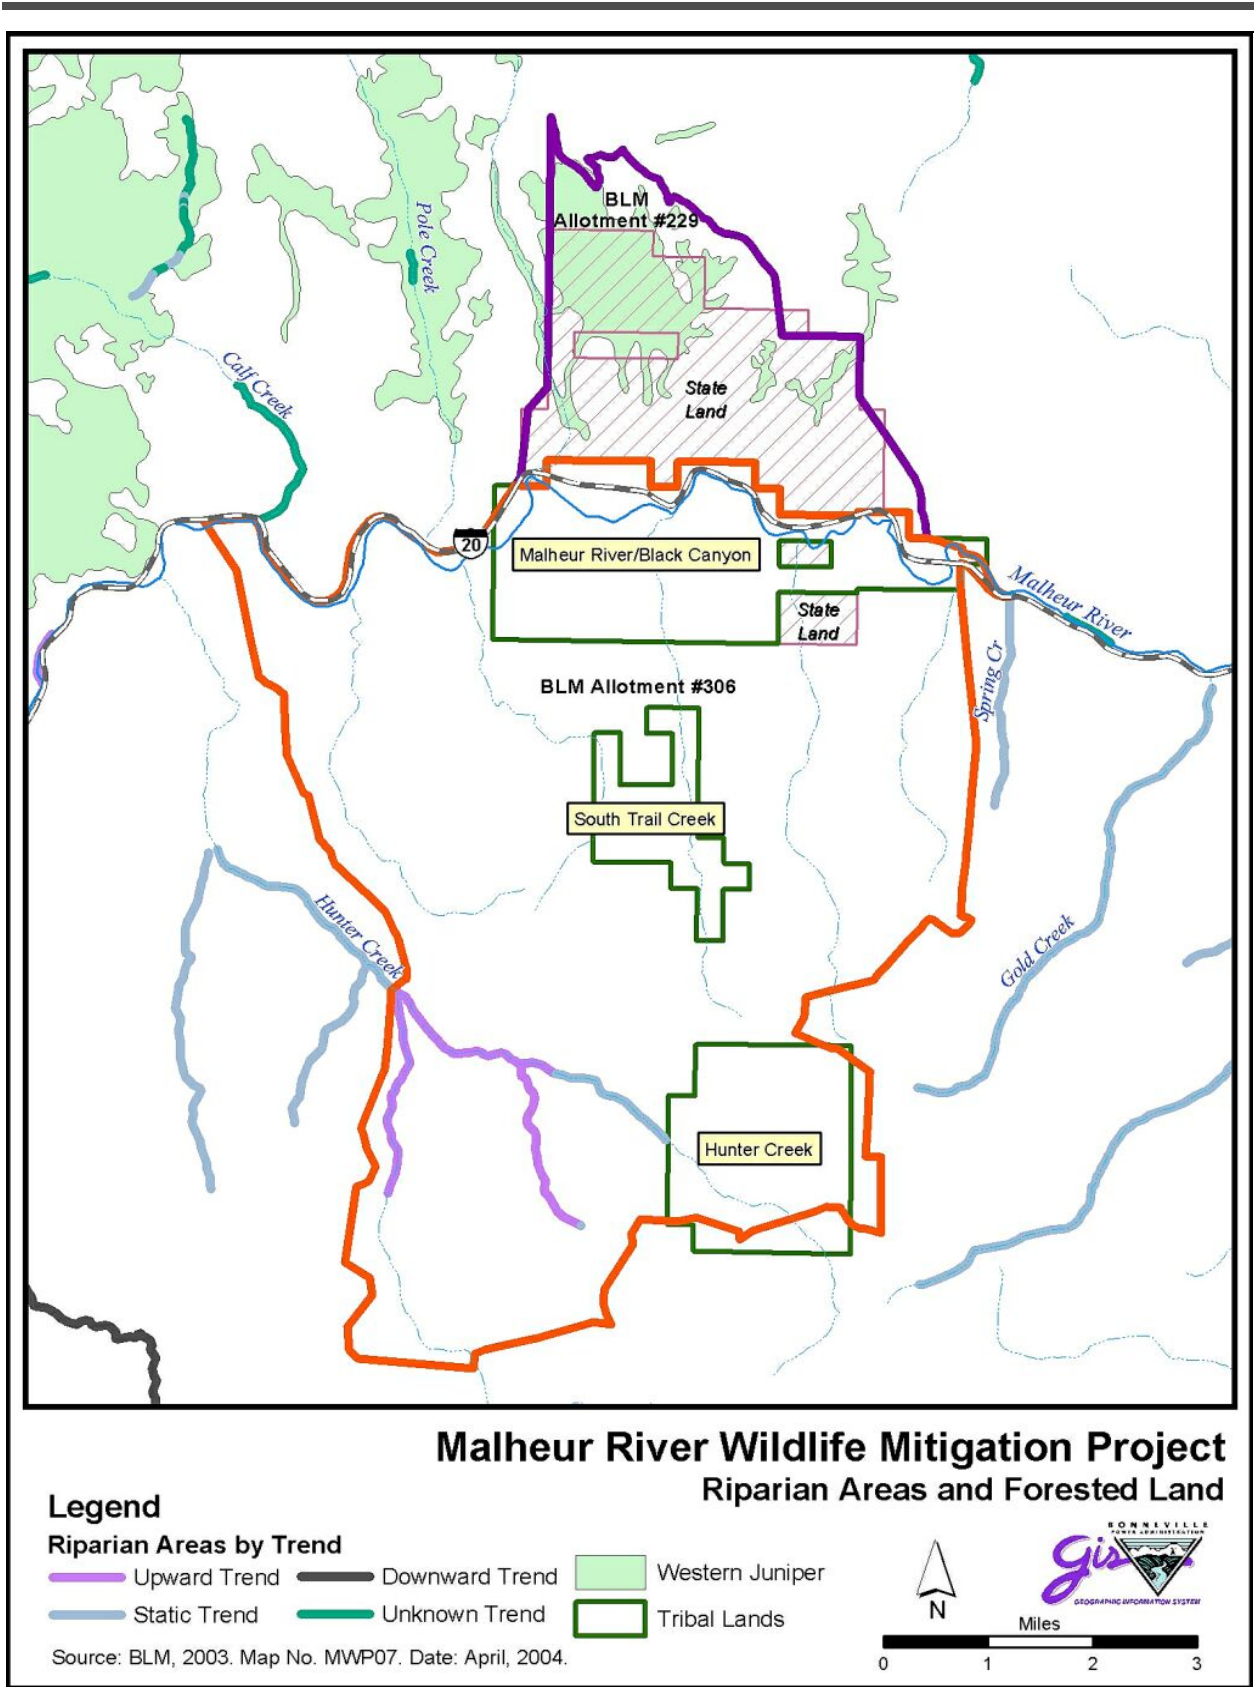 BLM
Allotment #229
Pole Creek
Calf Creek
State
Land
20
Malheur River/Black Canyon
Malheur River
State
Land
Spring Cr
BLM Allotment #306
South Trail Creek
Hunter Creek
Gold Creek
Hunter Creek
Malheur River Wildlife Mitigation Project
Riparian Areas and Forested Land
Legend
Riparian Areas by Trend
Upward Trend
Downward Trend
Western Juniper
Static Trend
Unknown Trend
Tribal Lands
Source: BLM, 2003. Map No. MWP07. Date: April, 2004.
N
BONNEVILLE
POWER ADMINISTRATION
Gis
GEOGRAPHIC INFORMATION SYSTEM
Miles
0 1 2 3